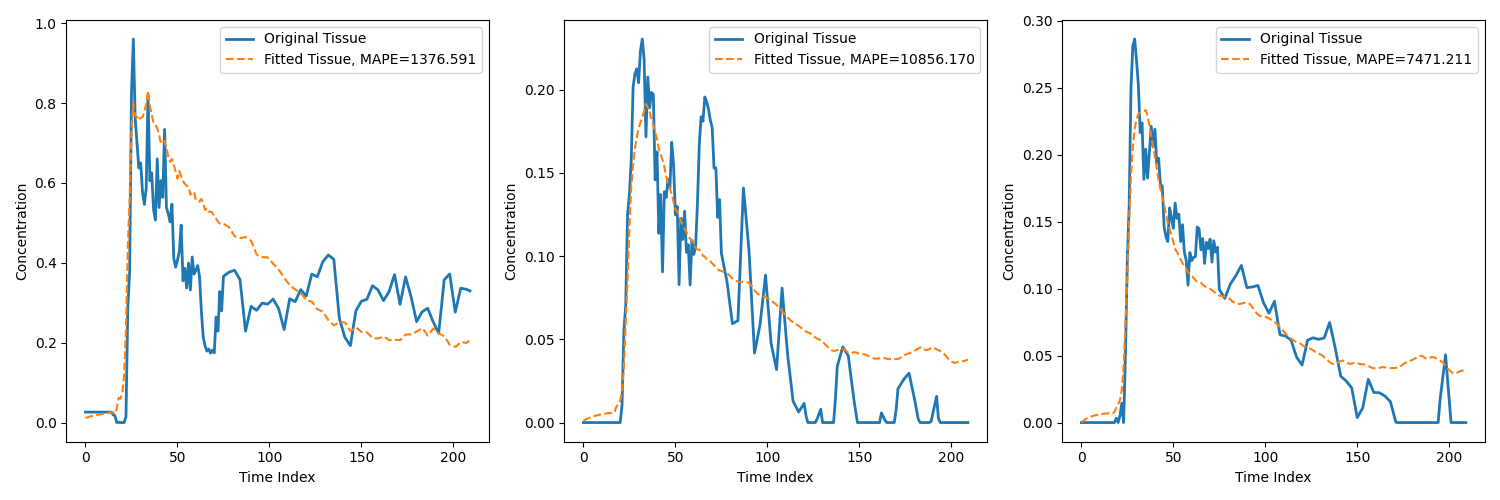 Concentration
1.0
0.8
0.6
0.4
0.2
0.0
0
50
100
150
200
Time Index
Original Tissue
Fitted Tissue, MAPE=1376.591
Concentration
0.20
0.15
0.10
0.05
0.00
0
50
100
150
200
Time Index
Original Tissue
Fitted Tissue, MAPE=10856.170
Concentration
0.30
0.25
0.20
0.15
0.10
0.05
0.00
0
50
100
150
200
Time Index
Original Tissue
Fitted Tissue, MAPE=7471.211